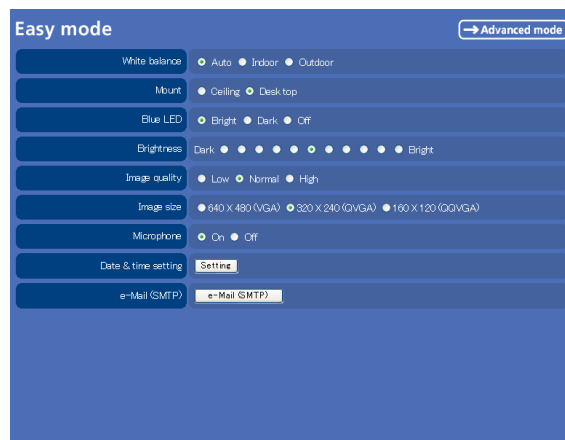 Easy mode
Advanced mode
White balance Auto Indoor Outdoor
Mount Ceiling Desk top
Blue LED Bright Dark Off
Brightness Dark Bright
Image quality Low Normal High
Image size 640 X 480 (VGA) 320 X 240 (QVGA) 160 X 120 (QQVGA)
Microphone On Off
Date & time setting Setting
e-Mail (SMTP) e-Mail (SMTP)